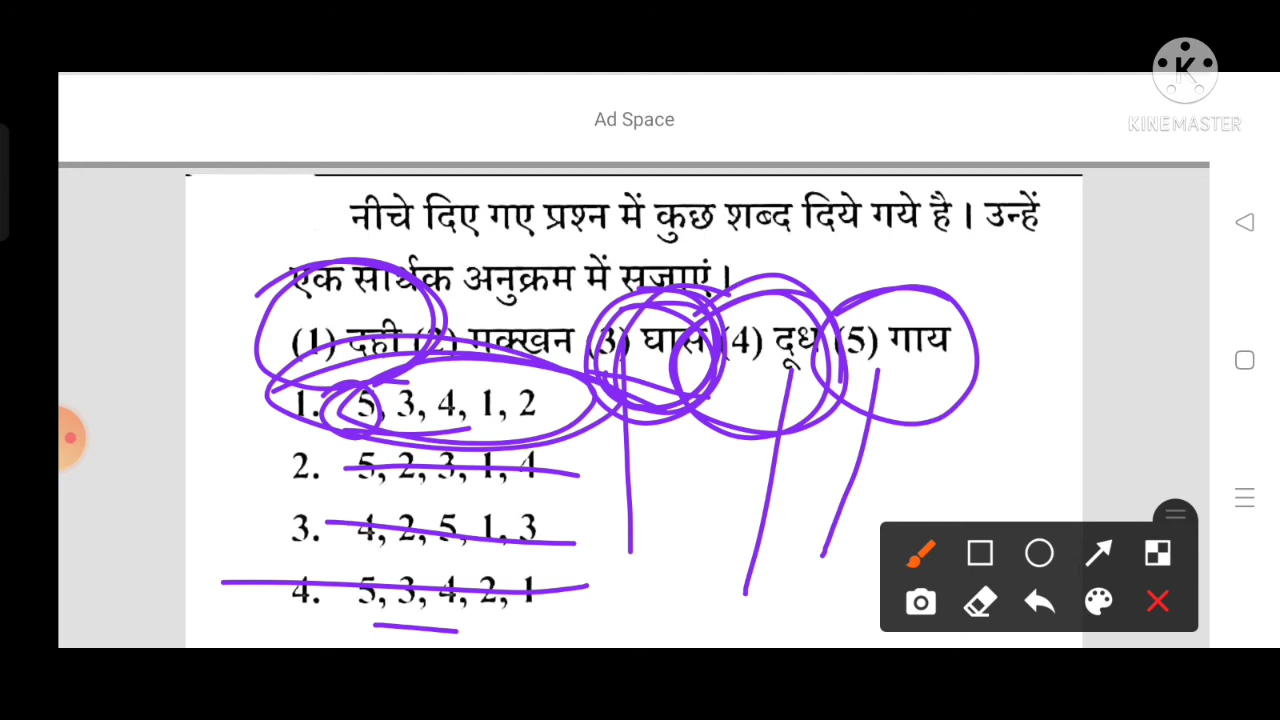 KINEMASTER
Ad Space
नीचे दिए गए प्रश्न में कुछ शब्द दिये गये है। उन्हें
एक सार्थक अनुक्रम में सजाएं।
(1) दही (2) मक्खन (3) घास (4) दूध (5) गाय
1. 5, 3, 4, 1, 2
2. 5, 2, 3, 1, 4
3. 4, 2, 5, 1, 3
4. 5, 3, 4, 2, 1